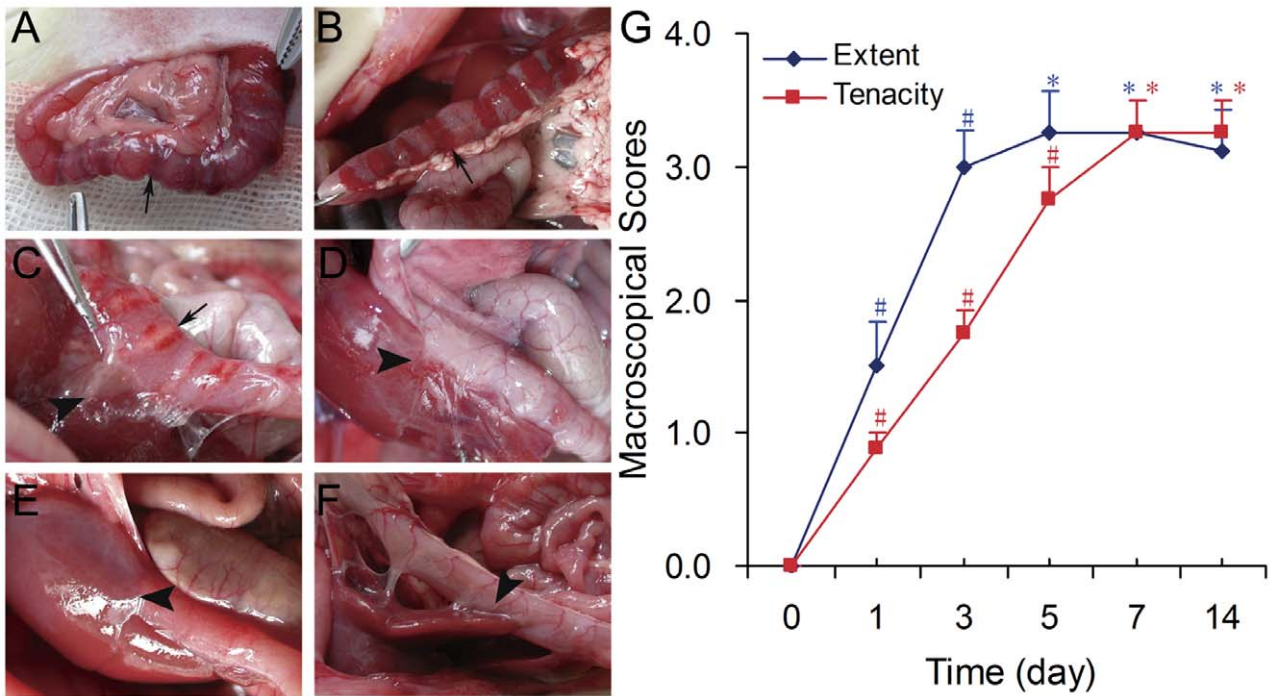 A
B
C
D
E
F
G
Extent
Tenacity
Macroscopical Scores
4.0
3.0
2.0
1.0
0.0
# # # * # * * * *
#
#
0 1 3 5 7 14
Time (day)